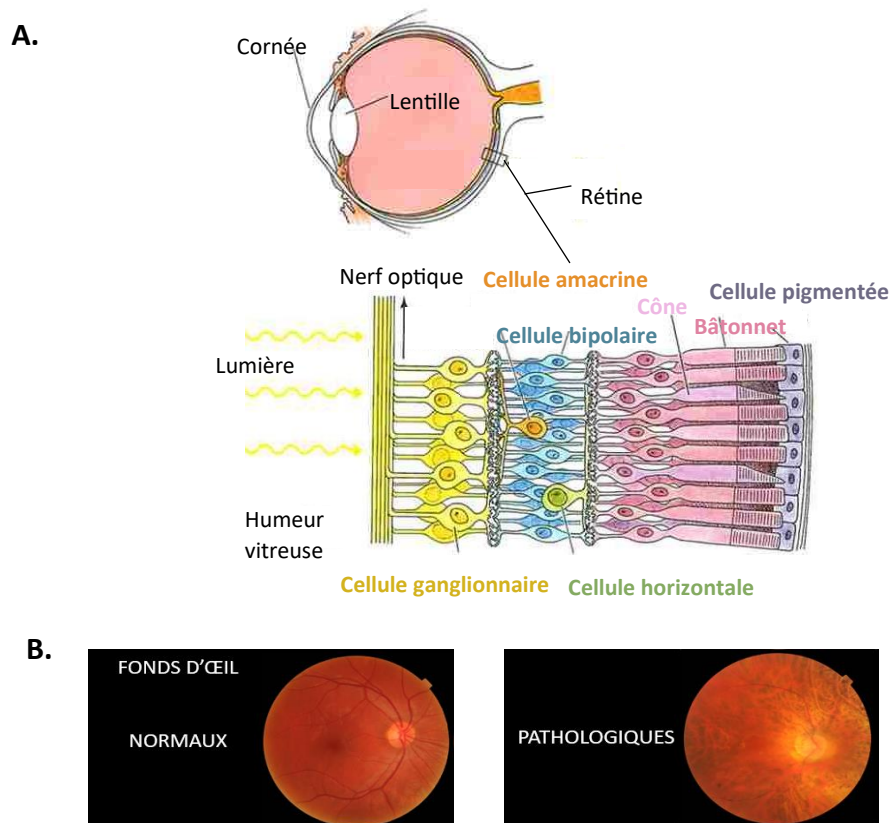 A.
Cornée
Lentille
Rétine
Nerf optique
Cellule amacrine
Cellule pigmentée
Cône
Cellule bipolaire
Bâtonnet
Lumière
Humeur
vitreuse
Cellule ganglionnaire
Cellule horizontale
B.
FONDS D'ŒIL
NORMAUX
PATHOLOGIQUES